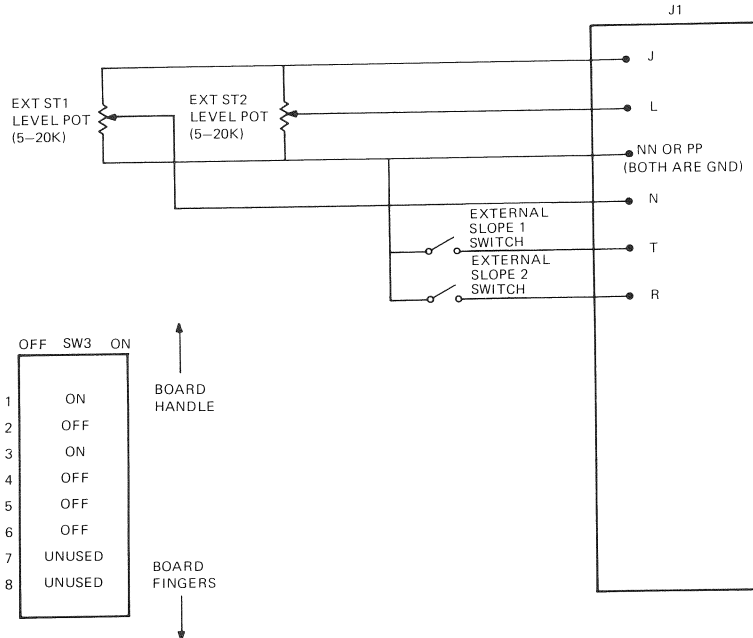 J1
J
EXT ST1
LEVEL POT
(5–20K)
EXT ST2
LEVEL POT
(5–20K)
L
NN OR PP
(BOTH ARE GND)
N
EXTERNAL
SLOPE 1
SWITCH
T
EXTERNAL
SLOPE 2
SWITCH
R
OFF SW3 ON
1 ON
2 OFF
3 ON
4 OFF
5 OFF
6 OFF
7 UNUSED
8 UNUSED
BOARD
HANDLE
BOARD
FINGERS